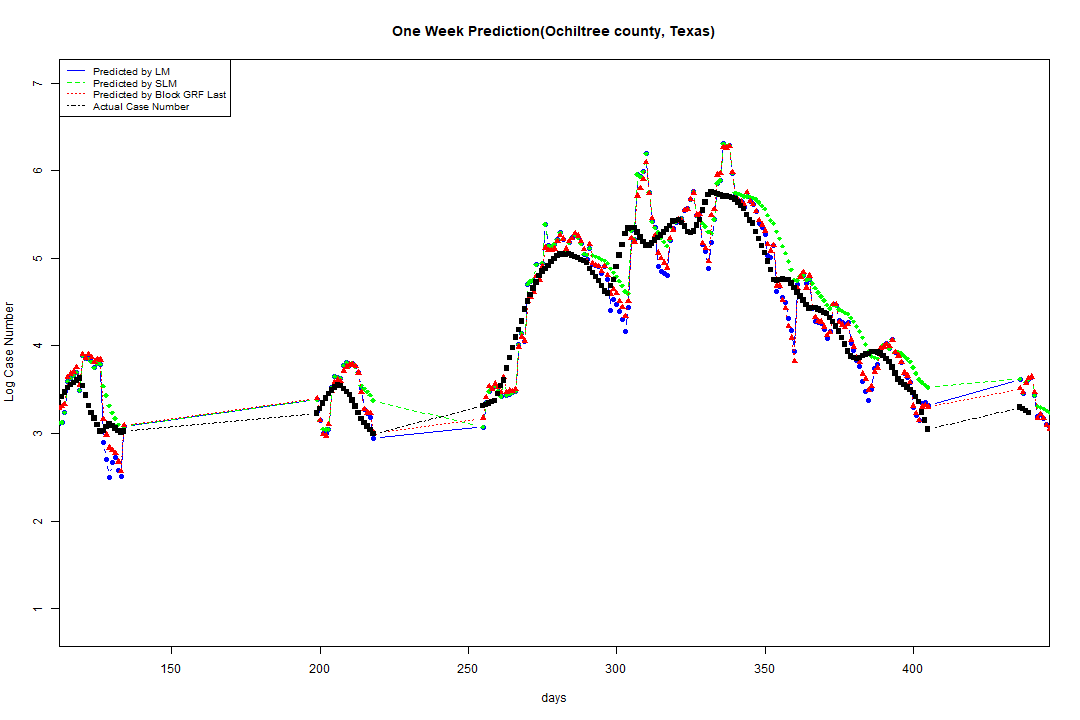 One Week Prediction(Ochiltree county, Texas)
Predicted by LM
Predicted by SLM
Predicted by Block GRF Last
Actual Case Number
Log Case Number
7
6
5
4
3
2
1
150 200 250 300 350 400
days